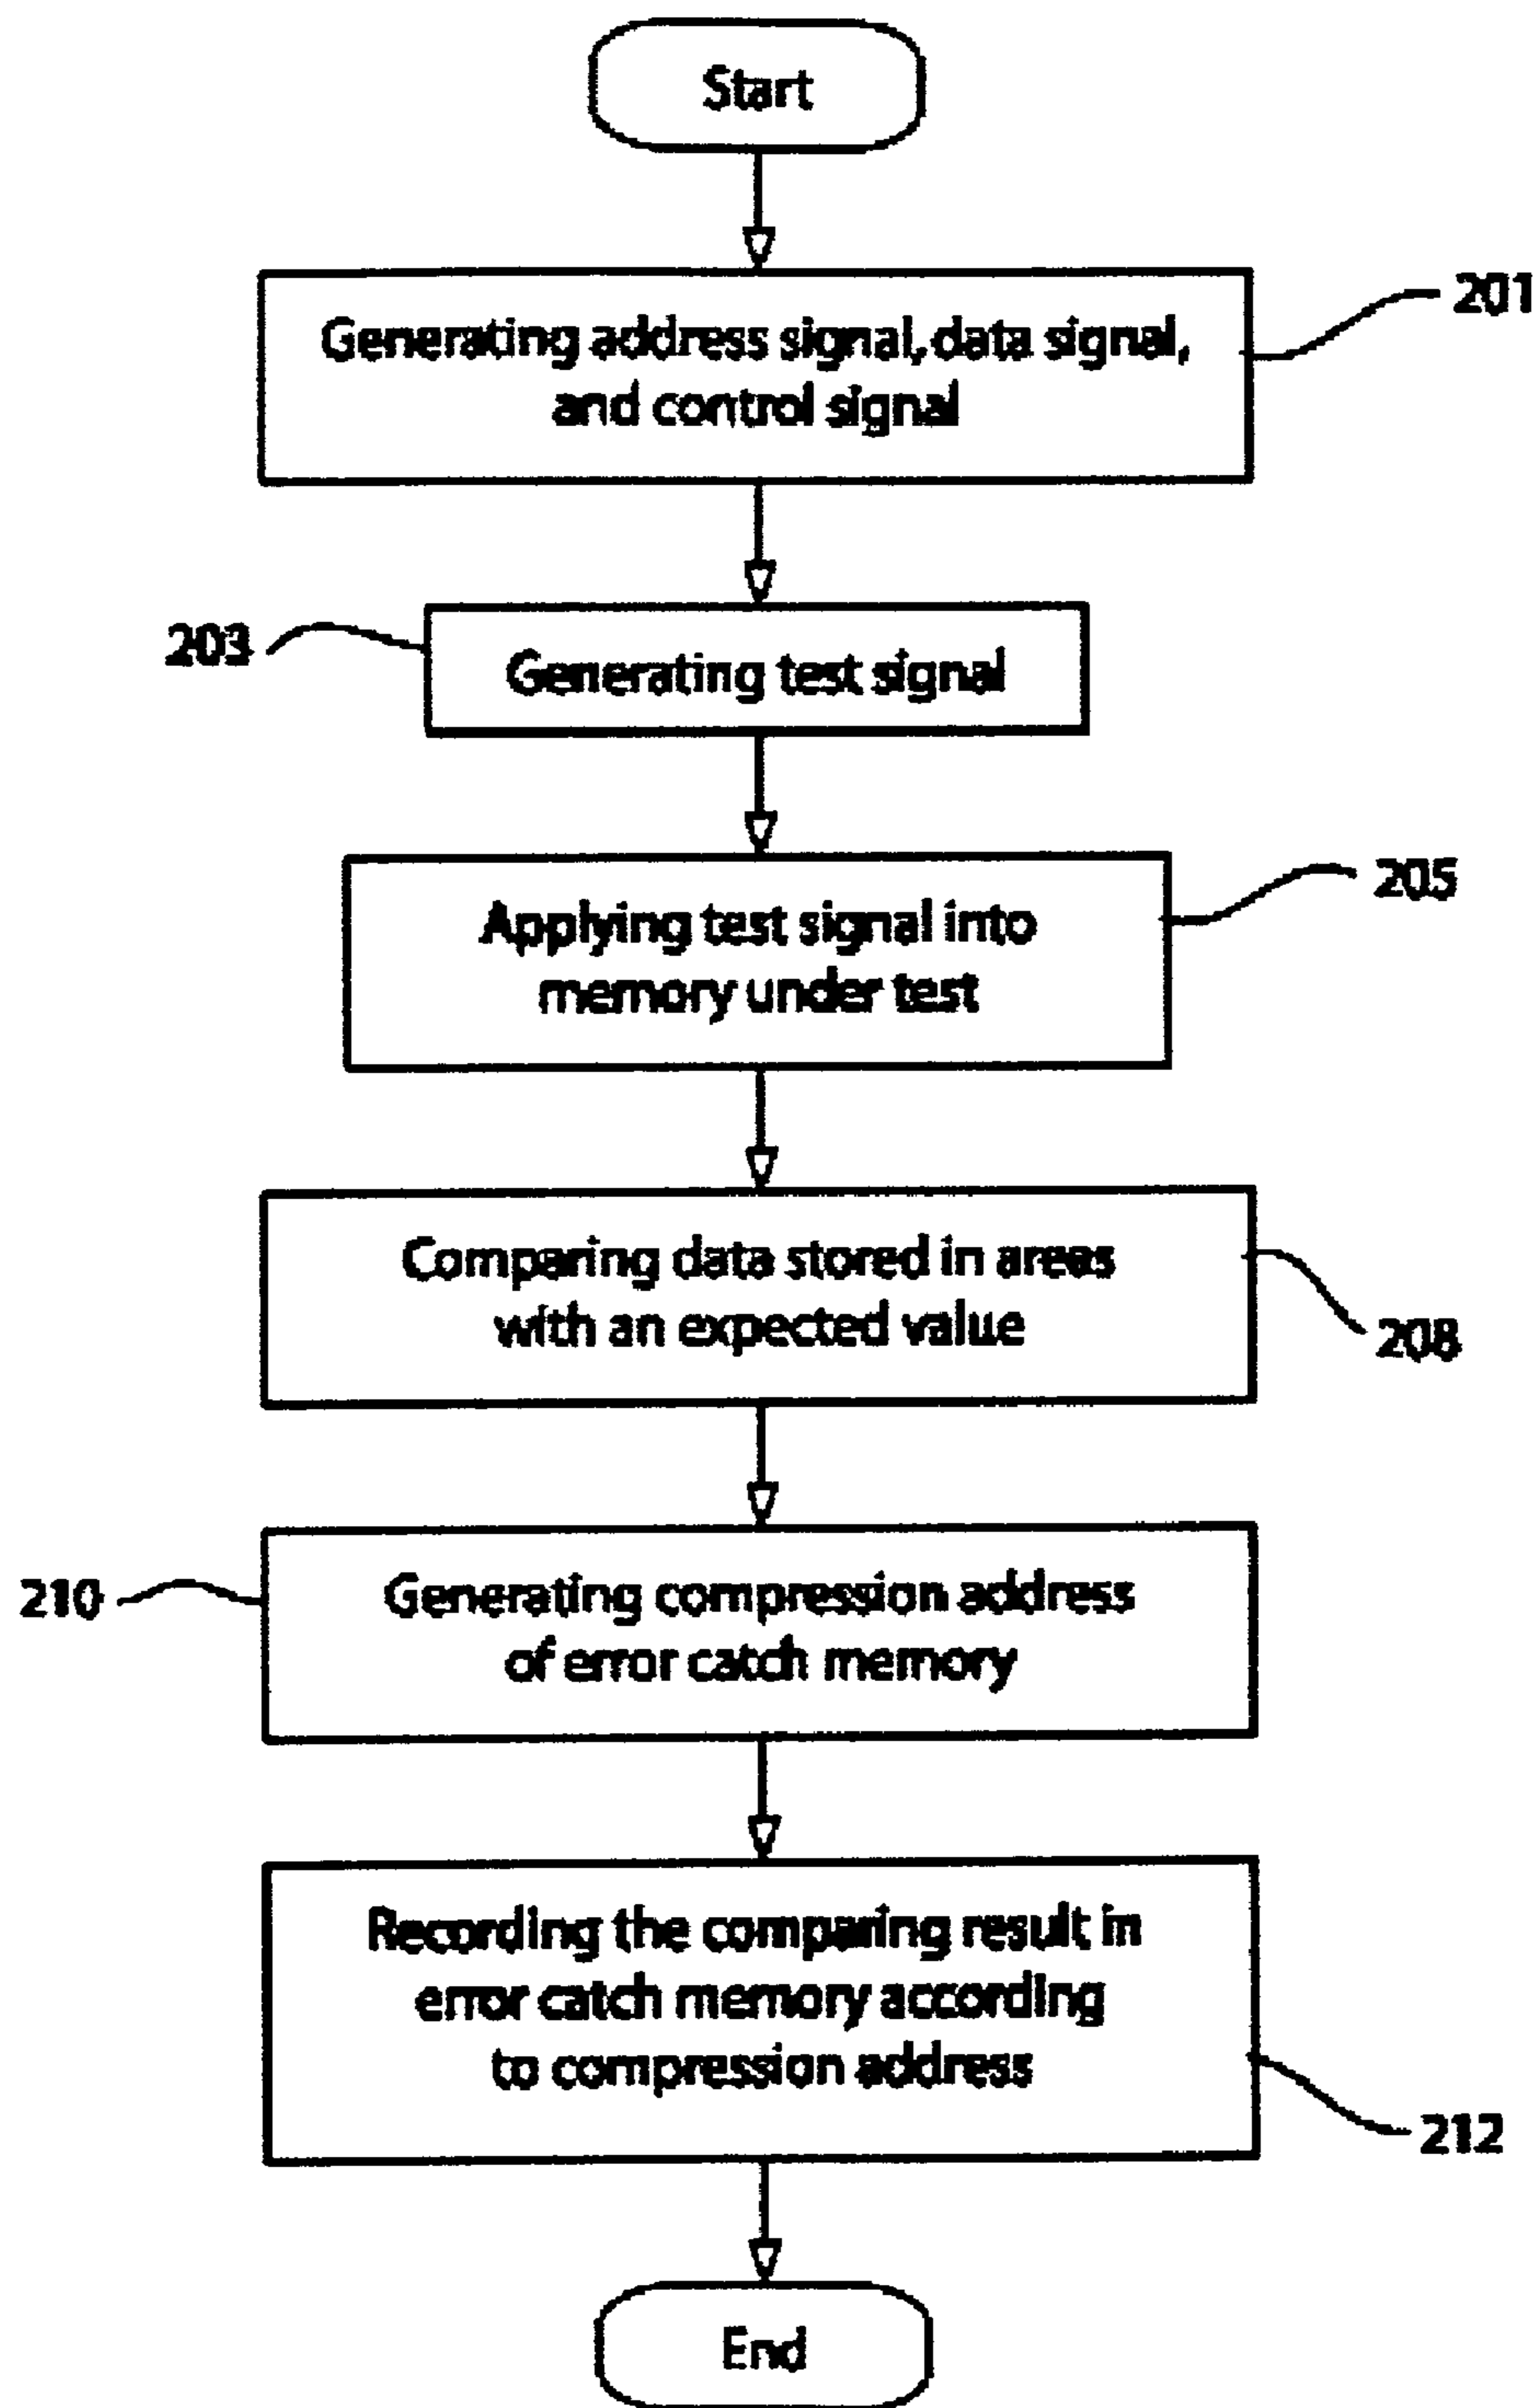 Start
Generating address signal, data signal,
and control signal
201
203
Generating test signal
Applying test signal into
memory under test
205
Comparing data stored in areas
with an expected value
208
210
Generating compression address
of error catch memory
Recording the comparing result in
error catch memory according
to compression address
212
End